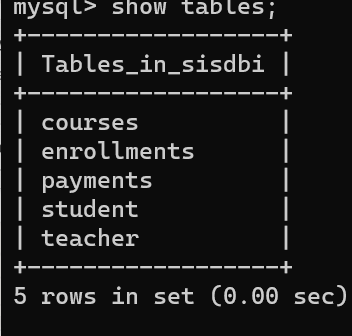 mysql> show tables;
+------------------+
| Tables_in_sisdbi |
+------------------+
| courses          |
| enrollments      |
| payments         |
| student          |
| teacher          |
+------------------+
5 rows in set (0.00 sec)